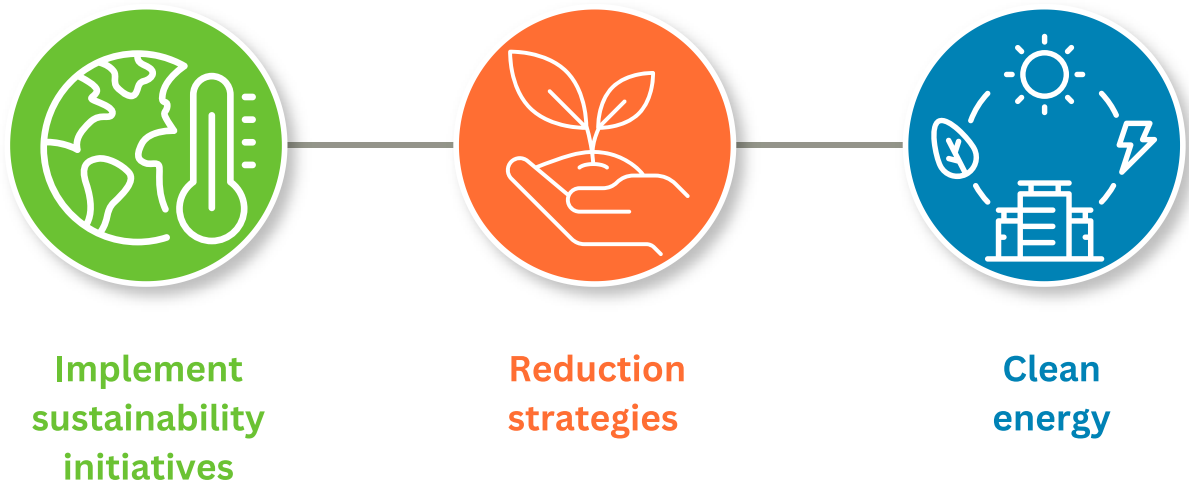 Implement
sustainability
initiatives
Reduction
strategies
Clean
energy